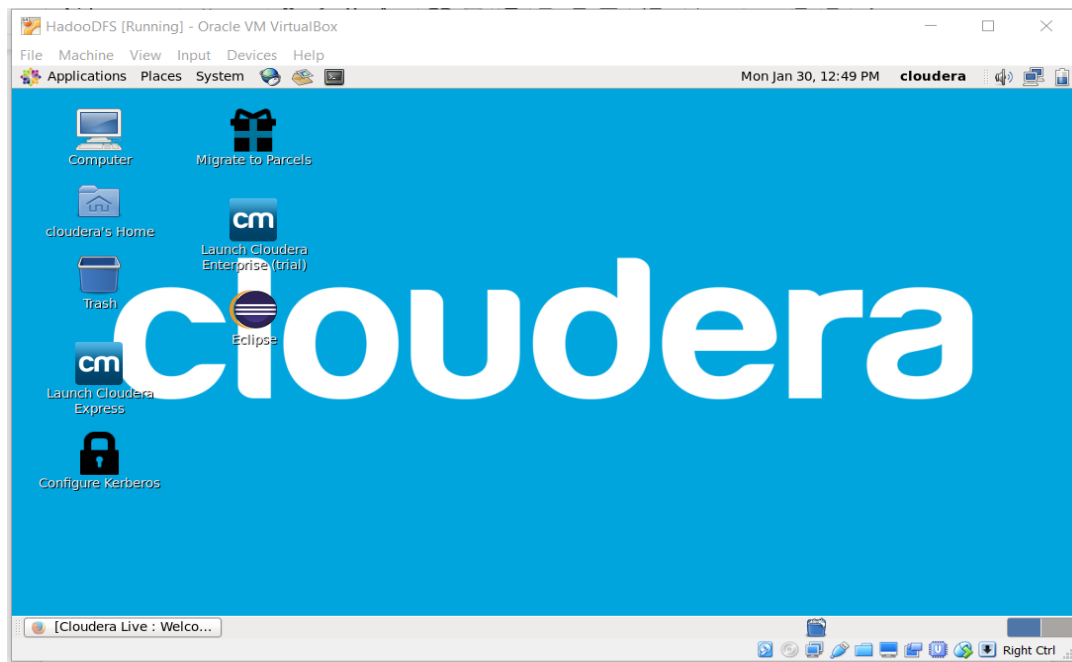 HadooDFS [Running] - Oracle VM VirtualBox
File Machine View Input Devices Help
Applications Places System Mon Jan 30, 12:49 PM cloudera
Computer
Migrate to Parcels
cloudera's Home
cm
Launch Cloudera
Enterprise (trial)
Trash
Eclipse
cloudera
cm
Launch Cloudera
Express
Configure Kerberos
[Cloudera Live : Welco...
Right Ctrl